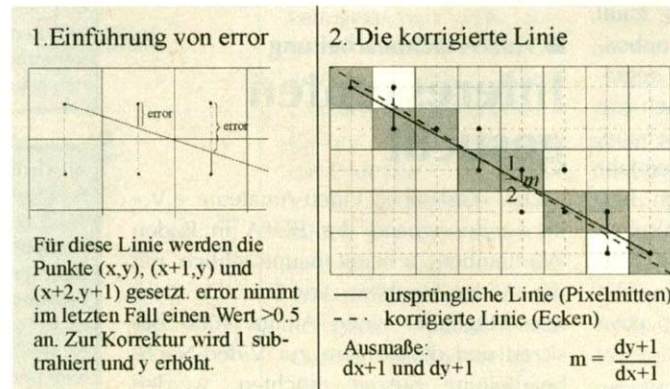 1.Einführung von error
error
error
Für diese Linie werden die
Punkte (x,y), (x+1,y) und
(x+2,y+1) gesetzt. error nimmt
im letzten Fall einen Wert >0.5
an. Zur Korrektur wird 1 sub-
trahiert und y erhöht.
2. Die korrigierte Linie
1/2 m
ursprüngliche Linie (Pixelmitten)
korrigierte Linie (Ecken)
Ausmaße:
dx+1 und dy+1
m = dy+1
dx+1